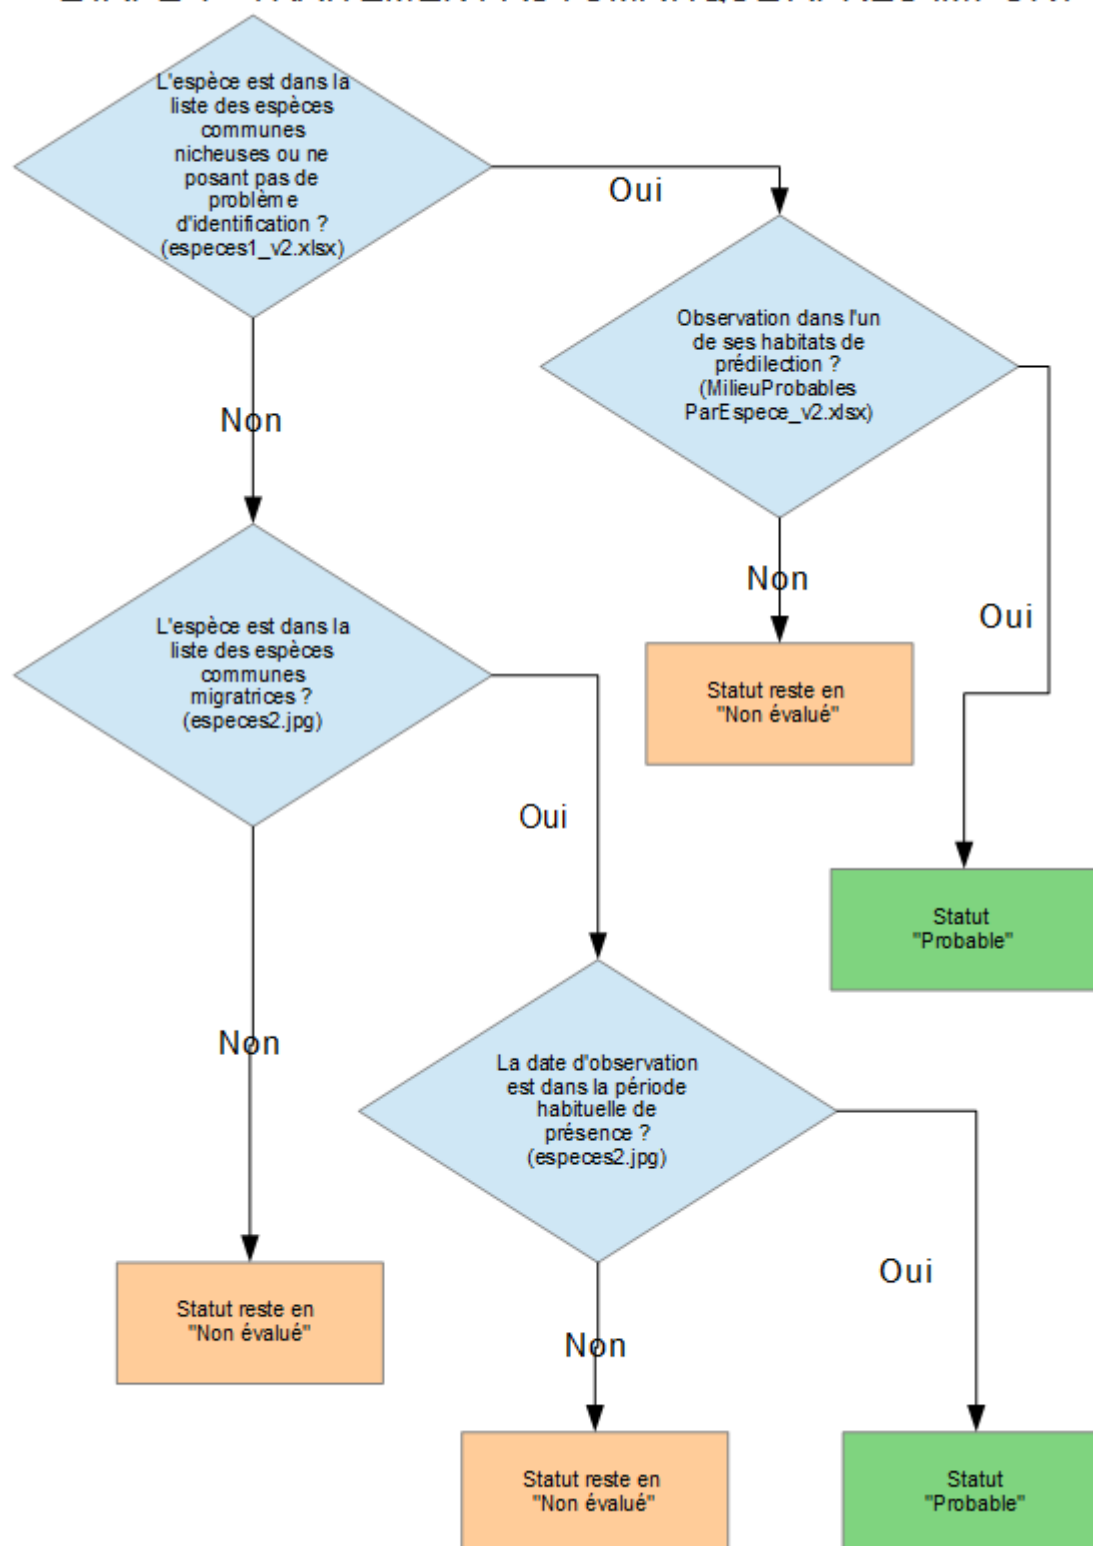 L'espèce est dans la
liste des espèces
communes
nicheuses ou ne
posant pas de
problème
d'identification ?
(especes1_v2.xlsx)
Oui
Observation dans l'un
de ses habitats de
prédilection ?
(MilieuProbables
ParEspece_v2.xlsx)
Non
Non
Oui
L'espèce est dans la
liste des espèces
communes
migratrices ?
(especes2.jpg)
Statut reste en
"Non évalué"
Oui
Statut
"Probable"
Non
La date d'observation
est dans la période
habituelle de
présence ?
(especes2.jpg)
Oui
Statut reste en
"Non évalué"
Non
Statut reste en
"Non évalué"
Statut
"Probable"